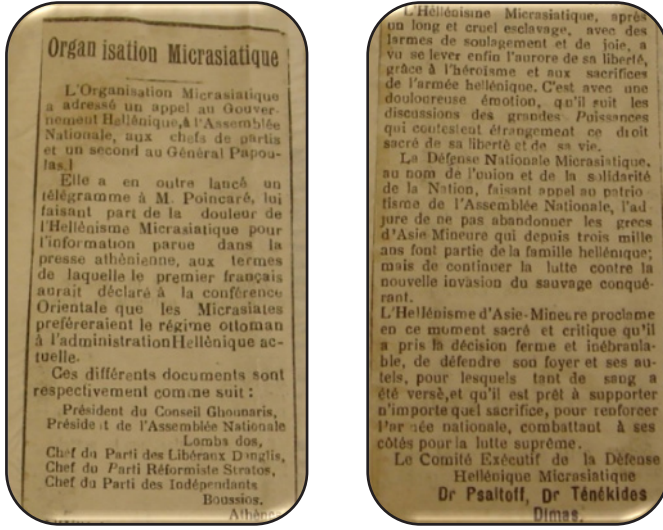 Organ isation Micrasiatique
L'Organisation Micrasiatique
a adressé un appel au Gouver-
nement Hellénique, à l'Assemblée
Nationale, aux chefs de partis
et un second au Général Papou-
las.
Elle a en outre lancé un
télégramme à M. Poincaré, lui
faisant part de la douleur de
l'Hellénisme Micrasiatique pour
l'information parue dans la
presse athénienne, aux termes
de laquelle le premier français
aurait déclaré à la conférence
Orientale que les Micrasiates
préféreraient le régime ottoman
à l'administration Hellénique ac-
tuelle.
Ces différents documents sont
respectivement comme suit :
Président du Conseil Ghounaris,
Préside t de l'Assemblée Nationale
Lomba dos,
Chef du Parti des Libéraux D nglis,
Chef du Parti Réformiste Stratos,
Chef du Parti des Indépendants
Boussios.
Athènes
L'Hellénisme Micrasiatique, après
un long et cruel esclavage, avec des
larmes de soulagement et de joie, a
vu se lever enfin l'aurore de sa liberté,
grâce à l'héroïsme et aux sacrifices
de l'armée hellénique. C'est avec une
douloureuse émotion, qu'il suit les
discussions des grandes Puissances
qui contestent étrangement ce droit
sacré de sa liberté et de sa vie.
La Défense Nationale Micrasiatique,
au nom de l'union et de la solidarité
de la Nation, faisant appel au patrio
tisme de l'Assemblée Nationale, l'ad
jure de ne pas abandonner les grecs
d'Asie-Mineure qui depuis trois mille
ans font partie de la famille hellénique;
mais de continuer la lutte contre la
nouvelle invasion du sauvage conqué-
rant.
L'Hellénisme d'Asie-Mineure proclame
en ce moment sacré et critique qu'il
a pris la décision ferme et inébranla-
ble, de défendre son foyer et ses au-
tels, pour lesquels tant de sang a
été versé, et qu'il est prêt à supporter
n'importe quel sacrifice, pour renforcer
l'ar ée nationale, combattant à ses
côtés pour la lutte suprême.
Le Comité Exécutif de la Défense
Hellénique Micrasiatique
Dr Psaltoff, Dr Ténékides
Dimas.